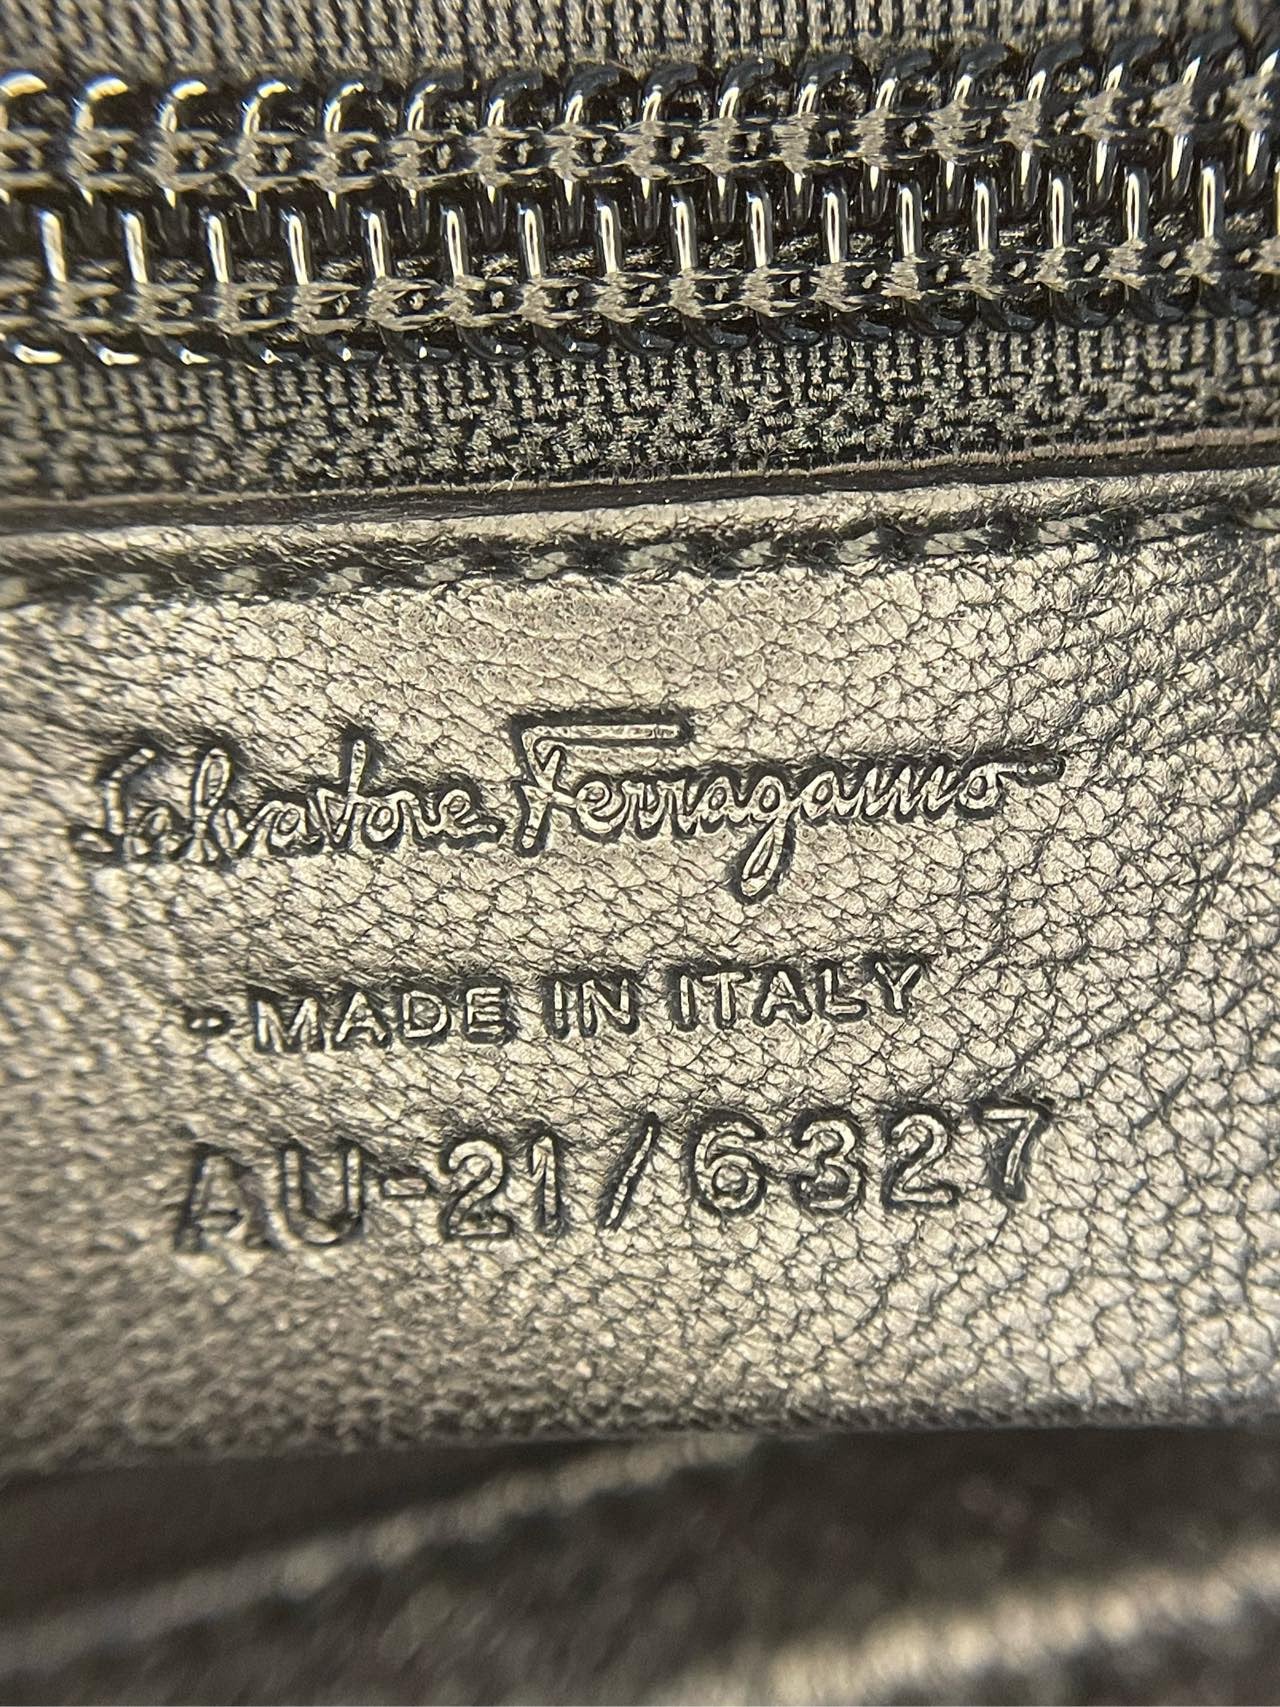 Salvatore Ferragamo
-MADE IN ITALY
AU-21/6327